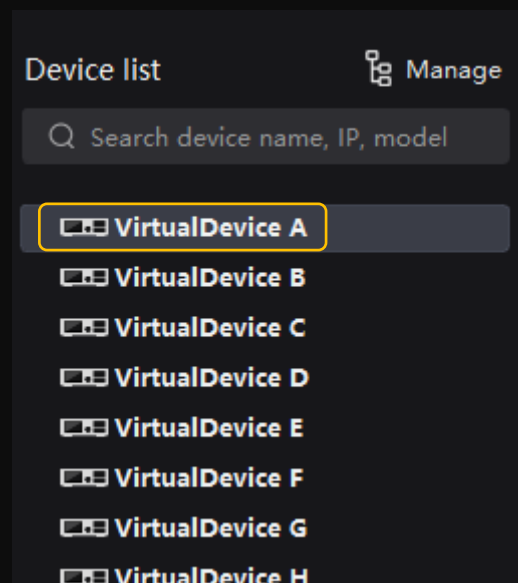 Device list
Manage
Search device name, IP, model
VirtualDevice A
VirtualDevice B
VirtualDevice C
VirtualDevice D
VirtualDevice E
VirtualDevice F
VirtualDevice G
VirtualDevice H